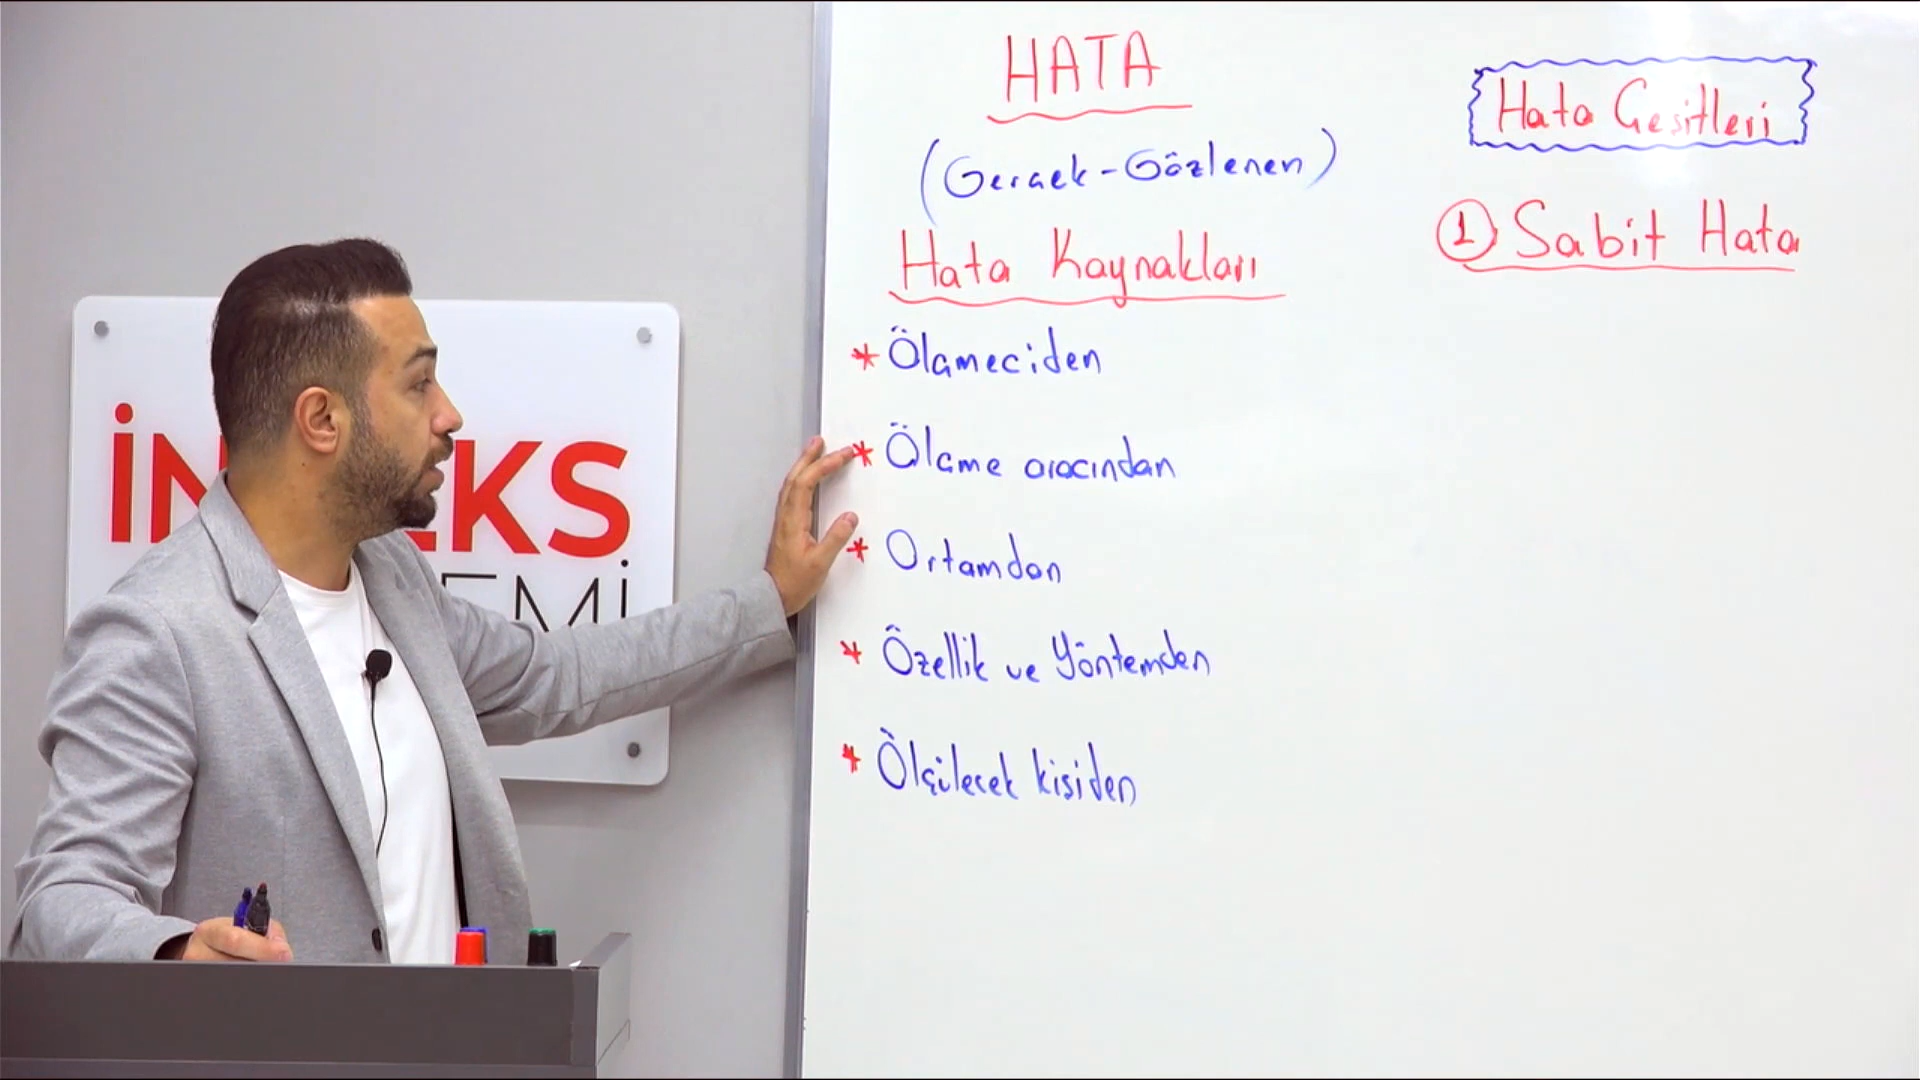 HATA
(Gerçek-Gözlenen)
Hata Kaynakları
* Ölçmeciden
* Ölçme aracından
* Ortamdan
* Özellik ve Yöntemden
* Ölçülecek kişiden
Hata Çeşitleri
1 Sabit Hata